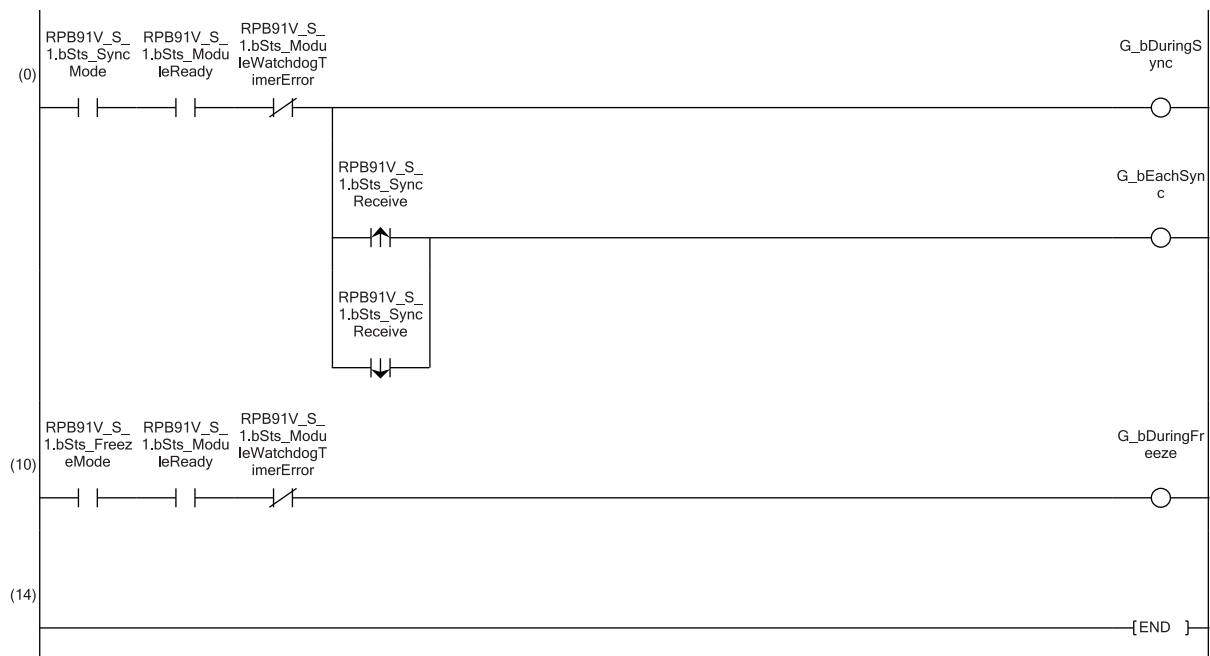 RPB91V_S_
1.bSts_Sync
Mode
RPB91V_S_
1.bSts_Modu
leReady
RPB91V_S_
1.bSts_Modu
leWatchdogT
imerError
G_bDuringS
ync
(0)
RPB91V_S_
1.bSts_Sync
Receive
G_bEachSyn
c
RPB91V_S_
1.bSts_Sync
Receive
RPB91V_S_
1.bSts_Freez
eMode
RPB91V_S_
1.bSts_Modu
leReady
RPB91V_S_
1.bSts_Modu
leWatchdogT
imerError
G_bDuringFr
eeze
(10)
(14)
[END ]